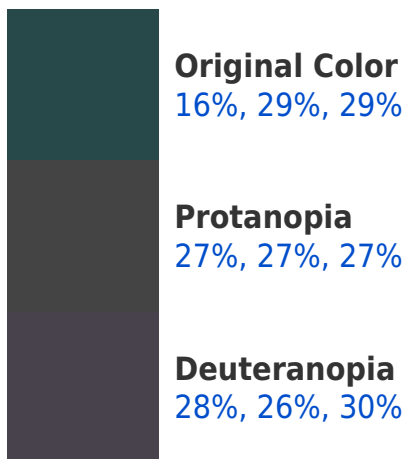 Original Color
16%, 29%, 29%
Protanopia
27%, 27%, 27%
Deuteranopia
28%, 26%, 30%